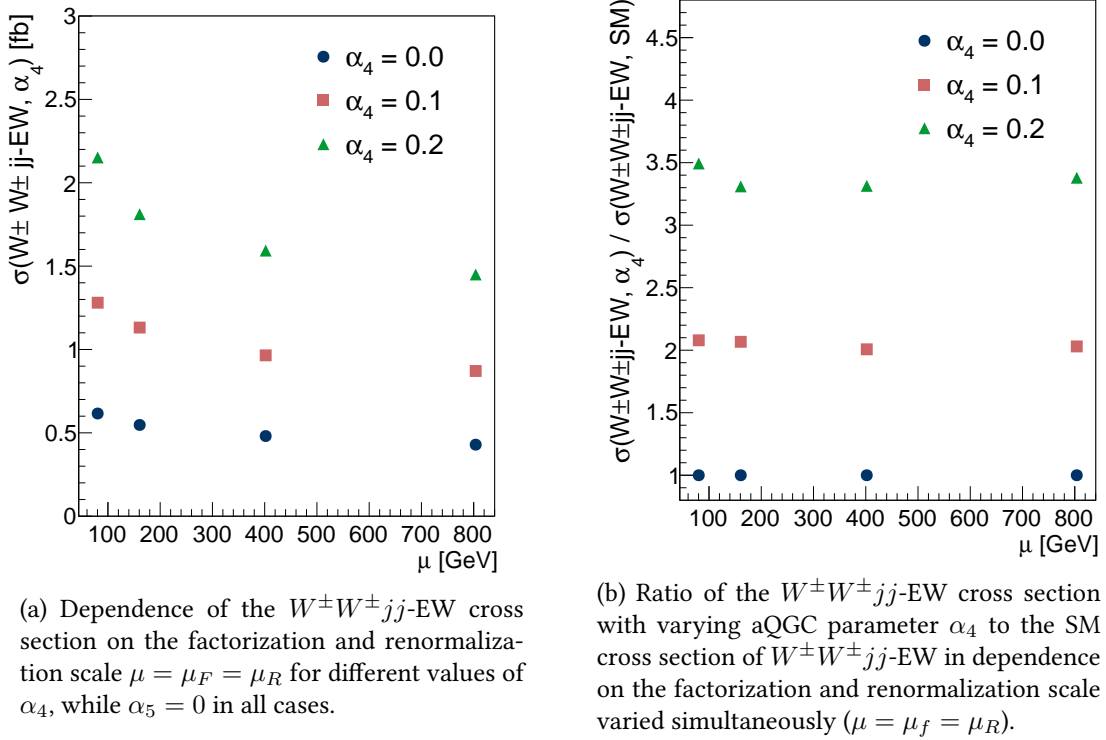 σ(W± W± jj-EW, α₄) [fb]
3
2.5
2
1.5
1
0.5
0
α₄ = 0.0
α₄ = 0.1
α₄ = 0.2
100 200 300 400 500 600 700 800
μ [GeV]
(a) Dependence of the W±W±jj-EW cross
section on the factorization and renormaliza-
tion scale μ = μF = μR for different values of
α₄, while α₅ = 0 in all cases.
σ(W±W±jj-EW, α₄) / σ(W±W±jj-EW, SM)
4.5
4
3.5
3
2.5
2
1.5
1
α₄ = 0.0
α₄ = 0.1
α₄ = 0.2
100 200 300 400 500 600 700 800
μ [GeV]
(b) Ratio of the W±W±jj-EW cross section
with varying aQGC parameter α₄ to the SM
cross section of W±W±jj-EW in dependence
on the factorization and renormalization scale
varied simultaneously (μ = μf = μR).